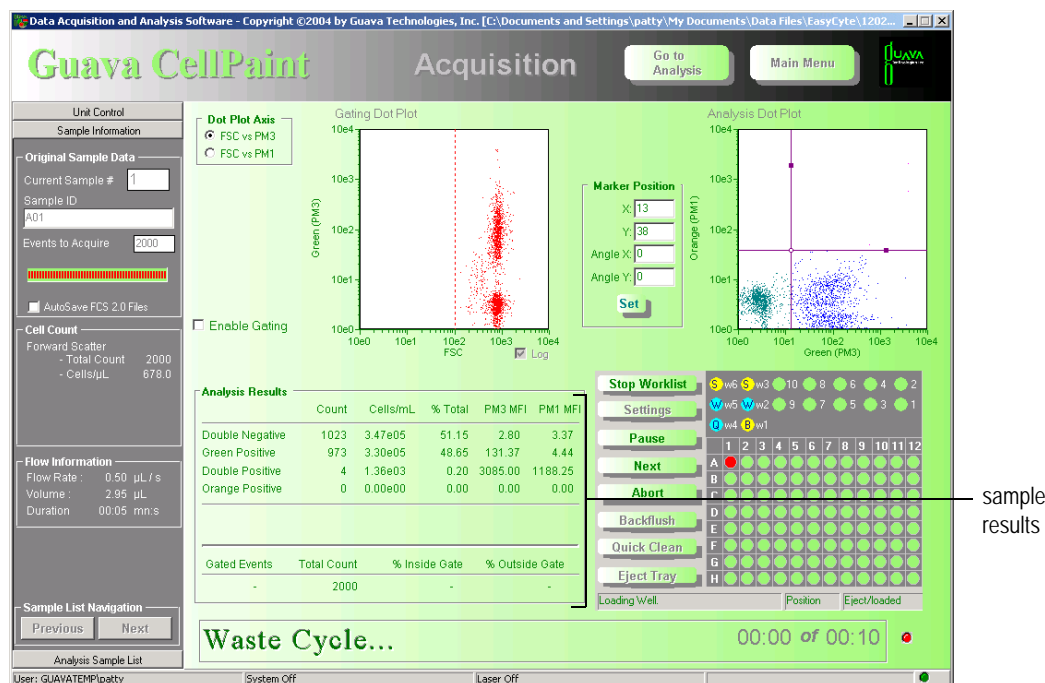 Data Acquisition and Analysis Software - Copyright ©2004 by Guava Technologies, Inc. [C:\Documents and Settings\patty\My Documents\Data Files\EasyCyte\1202...
Guava CellPaint
Acquisition
Go to Analysis
Main Menu
guava
Unit Control
Sample Information
Original Sample Data
Current Sample # 1
Sample ID
A01
Events to Acquire 2000
AutoSave FCS 2.0 Files
Cell Count
Forward Scatter
- Total Count 2000
- Cells/µL 678.0
Flow Information
Flow Rate : 0.50 µL/s
Volume : 2.95 µL
Duration 00:05 mn:s
Sample List Navigation
Previous Next
Analysis Sample List
Dot Plot Axis
FSC vs PM3
FSC vs PM1
Enable Gating
Gating Dot Plot
10e4
10e3
10e2
10e1
10e0
Green (PM3)
10e0 10e1 10e2 10e3 10e4
FSC
Log
Marker Position
X: 13
Y: 38
Angle X: 0
Angle Y: 0
Set
Analysis Dot Plot
10e4
10e3
10e2
10e1
10e0
Orange (PM1)
10e0 10e1 10e2 10e3 10e4
Green (PM3)
Analysis Results
Count Cells/mL % Total PM3 MFI PM1 MFI
Double Negative 1023 3.47e05 51.15 2.80 3.37
Green Positive 973 3.30e05 48.65 131.37 4.44
Double Positive 4 1.36e03 0.20 3085.00 1188.25
Orange Positive 0 0.00e00 0.00 0.00 0.00
Gated Events Total Count % Inside Gate % Outside Gate
- 2000 - -
Stop Worklist
Settings
Pause
Next
Abort
Backflush
Quick Clean
Eject Tray
S w6 S w3 10 8 6 4 2
W w5 W w2 9 7 5 3 1
Q w4 B w1
1 2 3 4 5 6 7 8 9 10 11 12
A
B
C
D
E
F
G
H
Loading Well. Position Eject/loaded
sample
results
Waste Cycle...
00:00 of 00:10
User: GUAVATEMP\patty System Off Laser Off